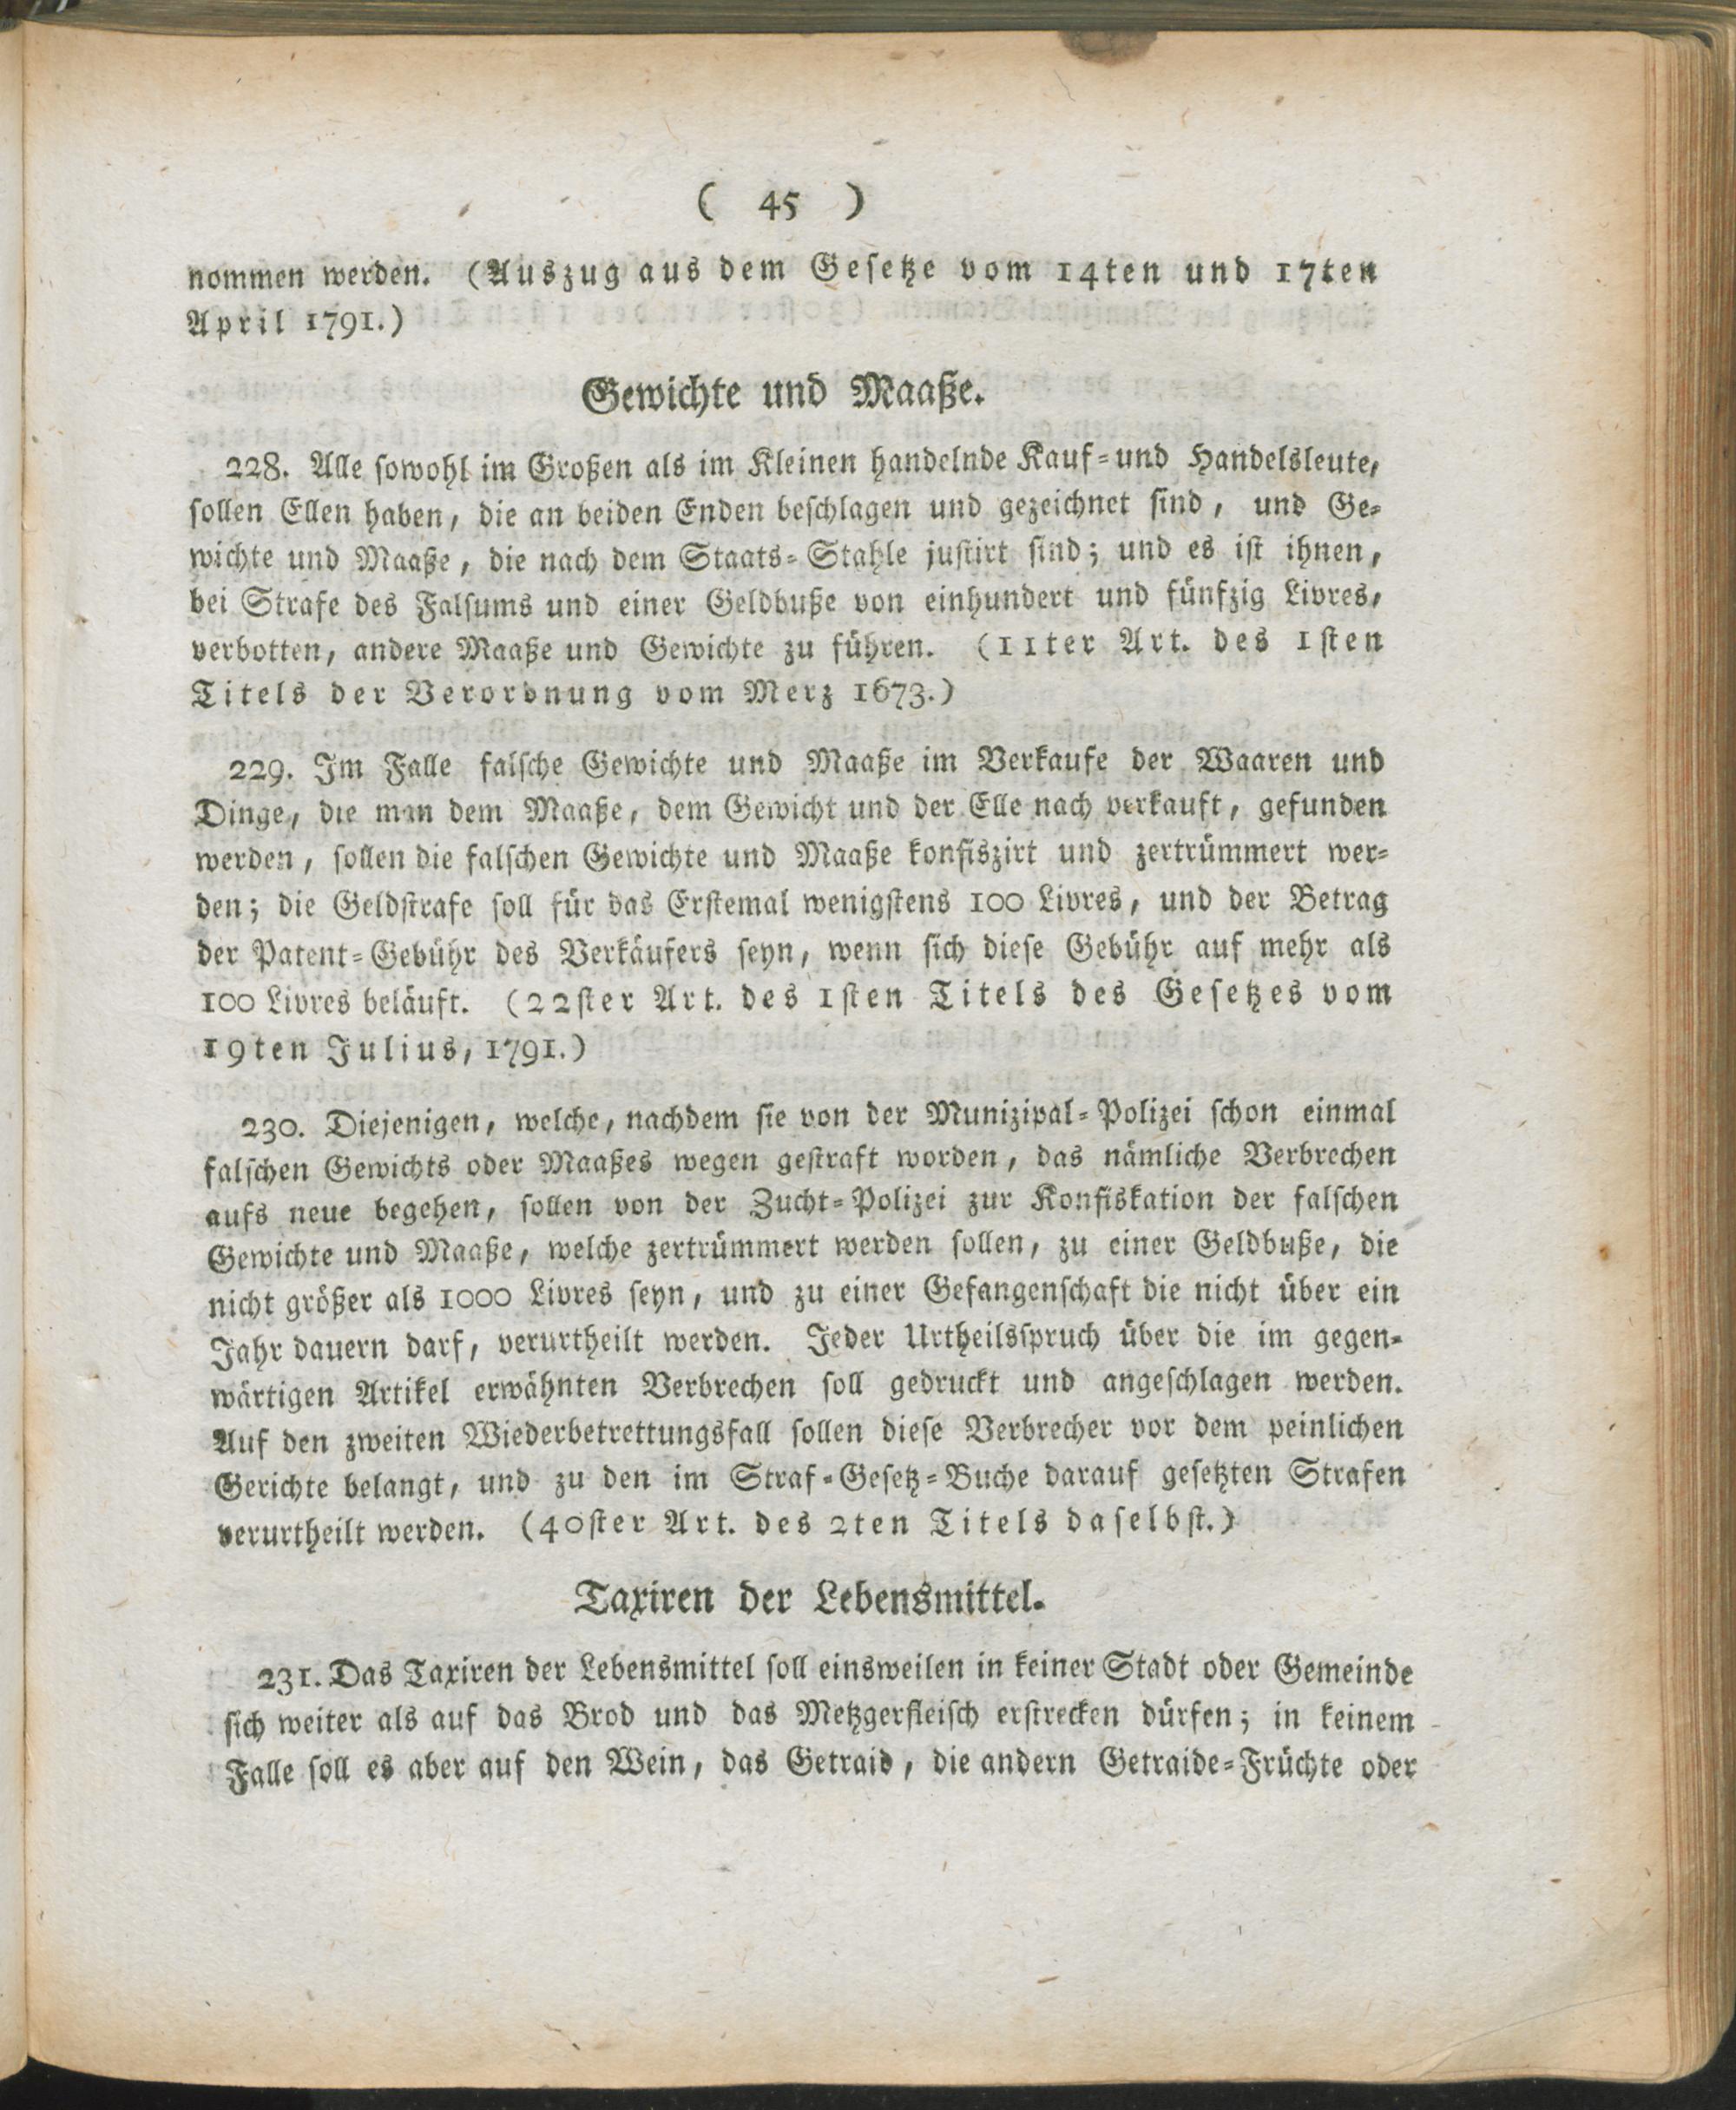 ( 45 )
nommen werden. (Auszug aus dem Gesetze vom 14ten und 17ten
April 1791.)
Gewichte und Maaße.
228. Alle sowohl im Großen als im Kleinen handelnde Kauf- und Handelsleute,
sollen Ellen haben, die an beiden Enden beschlagen und gezeichnet sind, und Ge-
wichte und Maaße, die nach dem Staats-Stahle justirt sind; und es ist ihnen,
bei Strafe des Falsums und einer Geldbuße von einhundert und fünfzig Livres,
verbotten, andere Maaße und Gewichte zu führen. (11ter Art. des 1sten
Titels der Verordnung vom Merz 1673.)
229. Im Falle falsche Gewichte und Maaße im Verkaufe der Waaren und
Dinge, die man dem Maaße, dem Gewicht und der Elle nach verkauft, gefunden
werden, sollen die falschen Gewichte und Maaße konfiszirt und zertrümmert wer-
den; die Geldstrafe soll für das Erstemal wenigstens 100 Livres, und der Betrag
der Patent-Gebühr des Verkäufers seyn, wenn sich diese Gebühr auf mehr als
100 Livres beläuft. (22ster Art. des 1sten Titels des Gesetzes vom
19ten Julius, 1791.)
230. Diejenigen, welche, nachdem sie von der Munizipal-Polizei schon einmal
falschen Gewichts oder Maaßes wegen gestraft worden, das nämliche Verbrechen
aufs neue begehen, sollen von der Zucht-Polizei zur Konfiskation der falschen
Gewichte und Maaße, welche zertrümmert werden sollen, zu einer Geldbuße, die
nicht größer als 1000 Livres seyn, und zu einer Gefangenschaft die nicht über ein
Jahr dauern darf, verurtheilt werden. Jeder Urtheilsspruch über die im gegen-
wärtigen Artikel erwähnten Verbrechen soll gedruckt und angeschlagen werden.
Auf den zweiten Wiederbetrettungsfall sollen diese Verbrecher vor dem peinlichen
Gerichte belangt, und zu den im Straf-Gesetz-Buche darauf gesetzten Strafen
verurtheilt werden. (40ster Art. des 2ten Titels daselbst.)
Taxiren der Lebensmittel.
231. Das Taxiren der Lebensmittel soll einsweilen in keiner Stadt oder Gemeinde
sich weiter als auf das Brod und das Metzgerfleisch erstrecken dürfen; in keinem
Falle soll es aber auf den Wein, das Getraid, die andern Getraide-Früchte oder